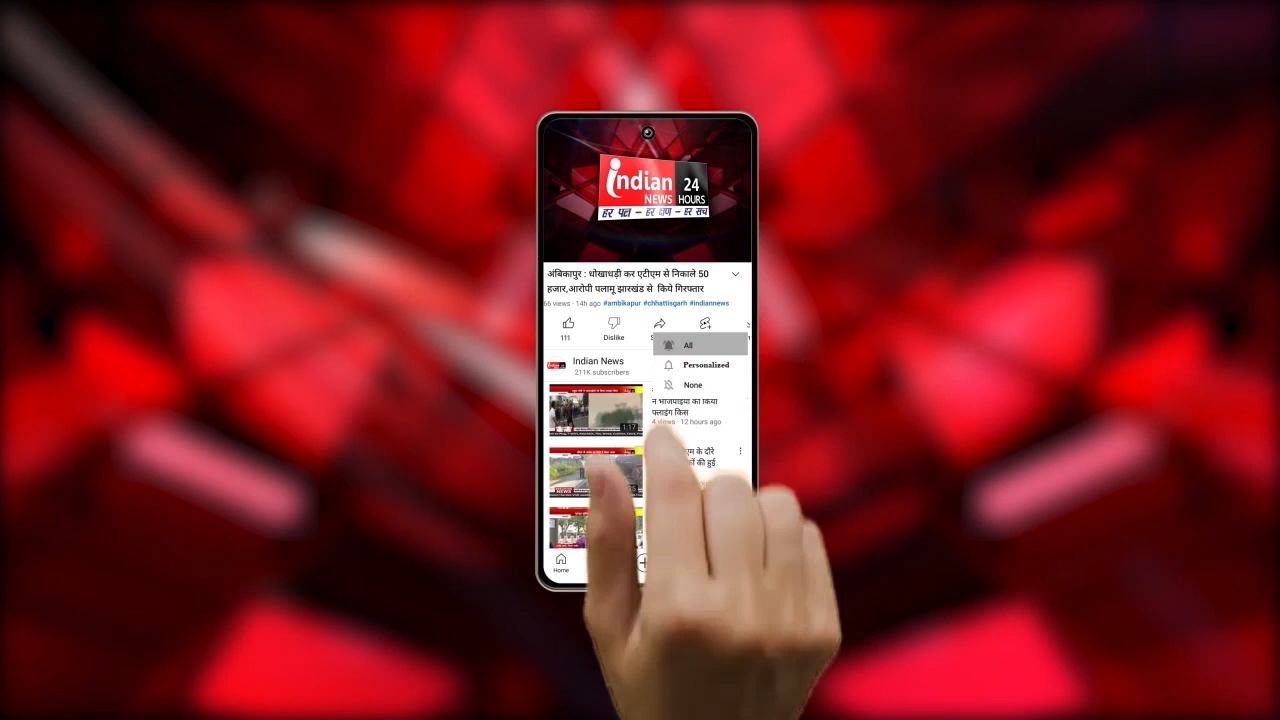 indian
NEWS
24
HOURS
हर पल - हर क्षण - हर सच
अंबिकापुर : धोखाधड़ी कर एटीएम से निकाले 50
हजार,आरोपी पलामू झारखंड से किये गिरफ्तार
66 views · 14h ago #ambikapur #chhattisgarh #indiannews
111
Dislike
Indian News
211K subscribers
All
Personalized
None
न भाजपाइयों का किया
फ्लाइंग किस
4 views · 12 hours ago
1:17
के दौरे
की हुई
Home